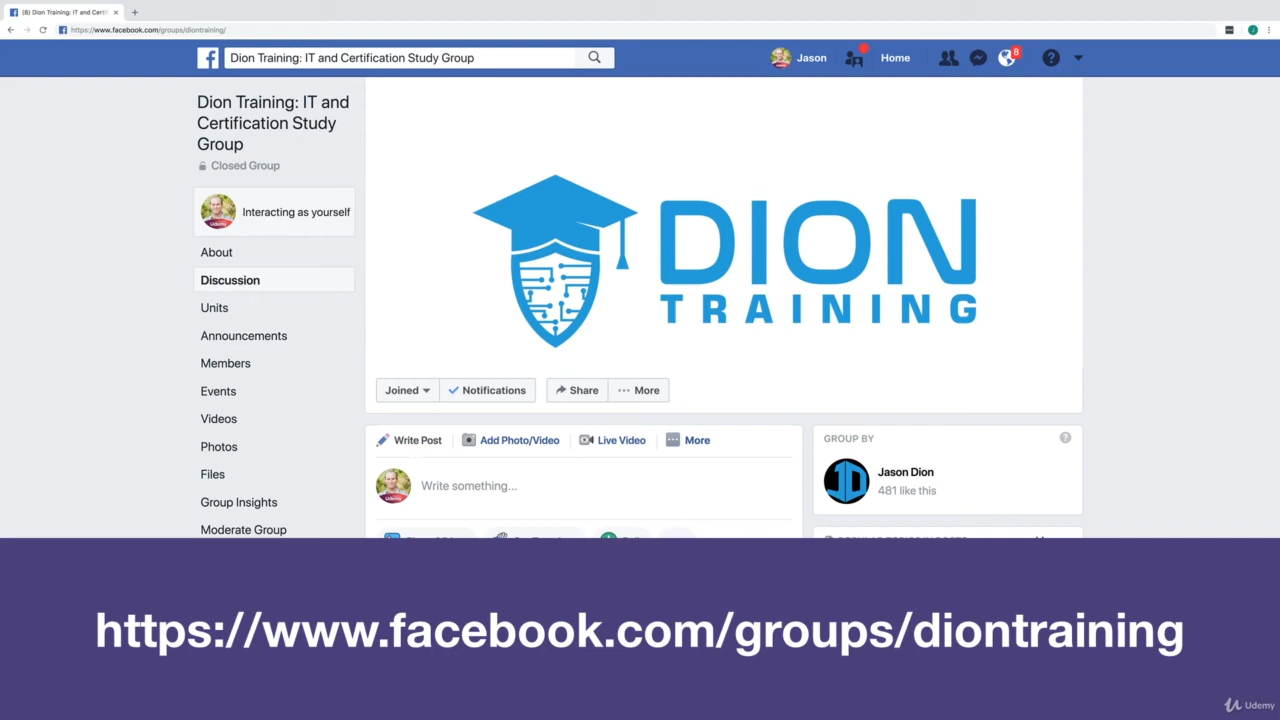 (8) Dion Training: IT and Certif
https://www.facebook.com/groups/diontraining/
Dion Training: IT and Certification Study Group
Jason
Home
8
Dion Training: IT and
Certification Study
Group
Closed Group
Interacting as yourself
About
Discussion
Units
Announcements
Members
Events
Videos
Photos
Files
Group Insights
Moderate Group
DION
TRAINING
Joined
Notifications
Share
More
Write Post
Add Photo/Video
Live Video
More
Write something...
GROUP BY
Jason Dion
481 like this
https://www.facebook.com/groups/diontraining
Udemy